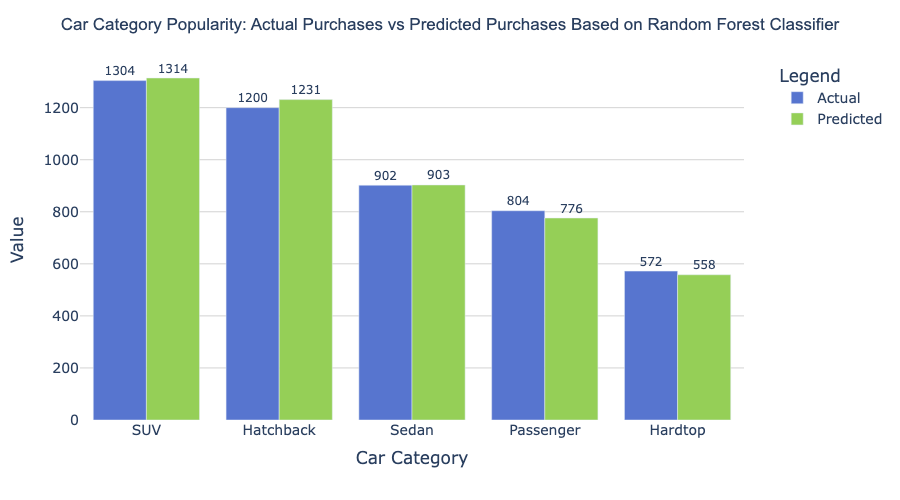 Car Category Popularity: Actual Purchases vs Predicted Purchases Based on Random Forest Classifier
Legend
Actual
Predicted
1304
1314
1200
1231
902
903
804
776
572
558
1200
1000
800
600
400
200
0
Value
SUV
Hatchback
Sedan
Passenger
Hardtop
Car Category